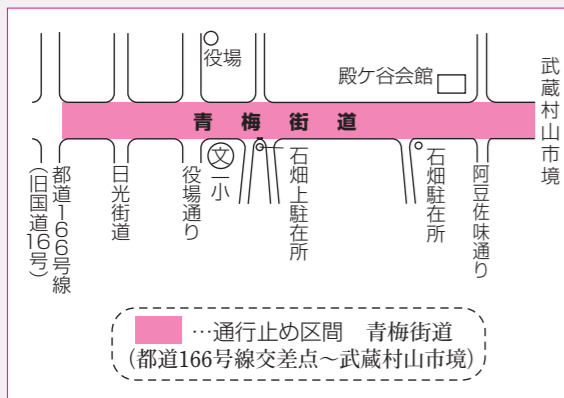 役場
殿ケ谷会館
武蔵村山市境
青梅街道
文
一小
石畑上駐在所
石畑駐在所
阿豆佐味通り
役場通り
日光街道
都道166号線
(旧国道16号)
…通行止め区間 青梅街道
(都道166号線交差点~武蔵村山市境)